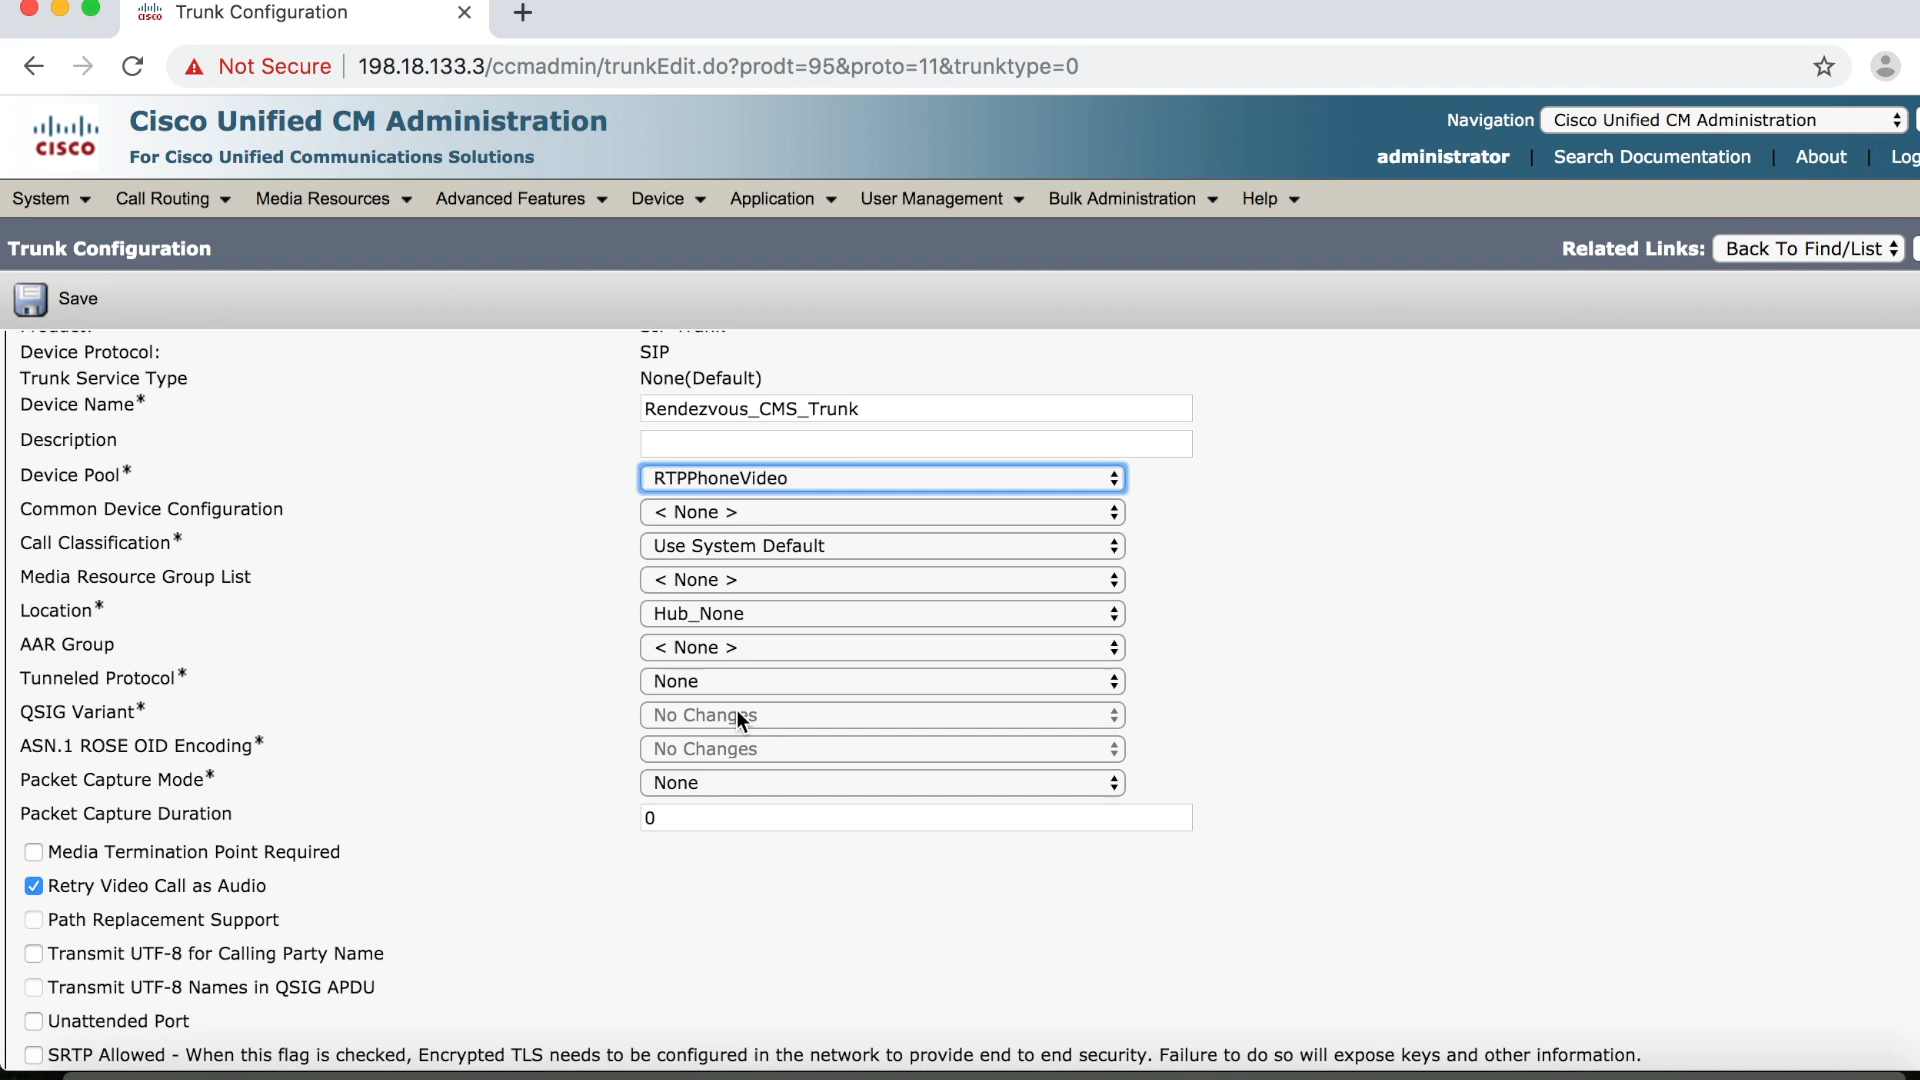 CISCO
Trunk Configuration
Not Secure
198.18.133.3/ccmadmin/trunkEdit.do?prodt=95&proto=11&trunktype=0
CISCO
Cisco Unified CM Administration
For Cisco Unified Communications Solutions
Navigation Cisco Unified CM Administration
administrator | Search Documentation | About | Log
System Call Routing Media Resources Advanced Features Device Application User Management Bulk Administration Help
Trunk Configuration
Related Links: Back To Find/List
Save
Device Protocol: SIP
Trunk Service Type None(Default)
Device Name* Rendezvous_CMS_Trunk
Description
Device Pool* RTPPhoneVideo
Common Device Configuration < None >
Call Classification* Use System Default
Media Resource Group List < None >
Location* Hub_None
AAR Group < None >
Tunneled Protocol* None
QSIG Variant* No Changes
ASN.1 ROSE OID Encoding* No Changes
Packet Capture Mode* None
Packet Capture Duration 0
Media Termination Point Required
Retry Video Call as Audio
Path Replacement Support
Transmit UTF-8 for Calling Party Name
Transmit UTF-8 Names in QSIG APDU
Unattended Port
SRTP Allowed - When this flag is checked, Encrypted TLS needs to be configured in the network to provide end to end security. Failure to do so will expose keys and other information.